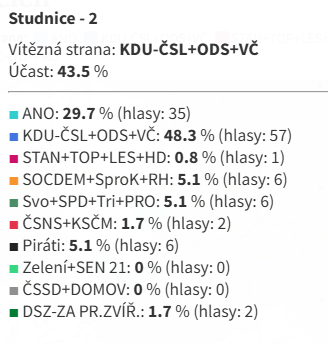 Studnice - 2
Vítězná strana: KDU-ČSL+ODS+VČ
Účast: 43.5 %
ANO: 29.7 % (hlasy: 35)
KDU-ČSL+ODS+VČ: 48.3 % (hlasy: 57)
STAN+TOP+LES+HD: 0.8 % (hlasy: 1)
SOCDEM+SproK+RH: 5.1 % (hlasy: 6)
Svo+SPD+Tri+PRO: 5.1 % (hlasy: 6)
ČSNS+KSČM: 1.7 % (hlasy: 2)
Piráti: 5.1 % (hlasy: 6)
Zelení+SEN 21: 0 % (hlasy: 0)
ČSSD+DOMOV: 0 % (hlasy: 0)
DSZ-ZA PR.ZVÍŘ.: 1.7 % (hlasy: 2)